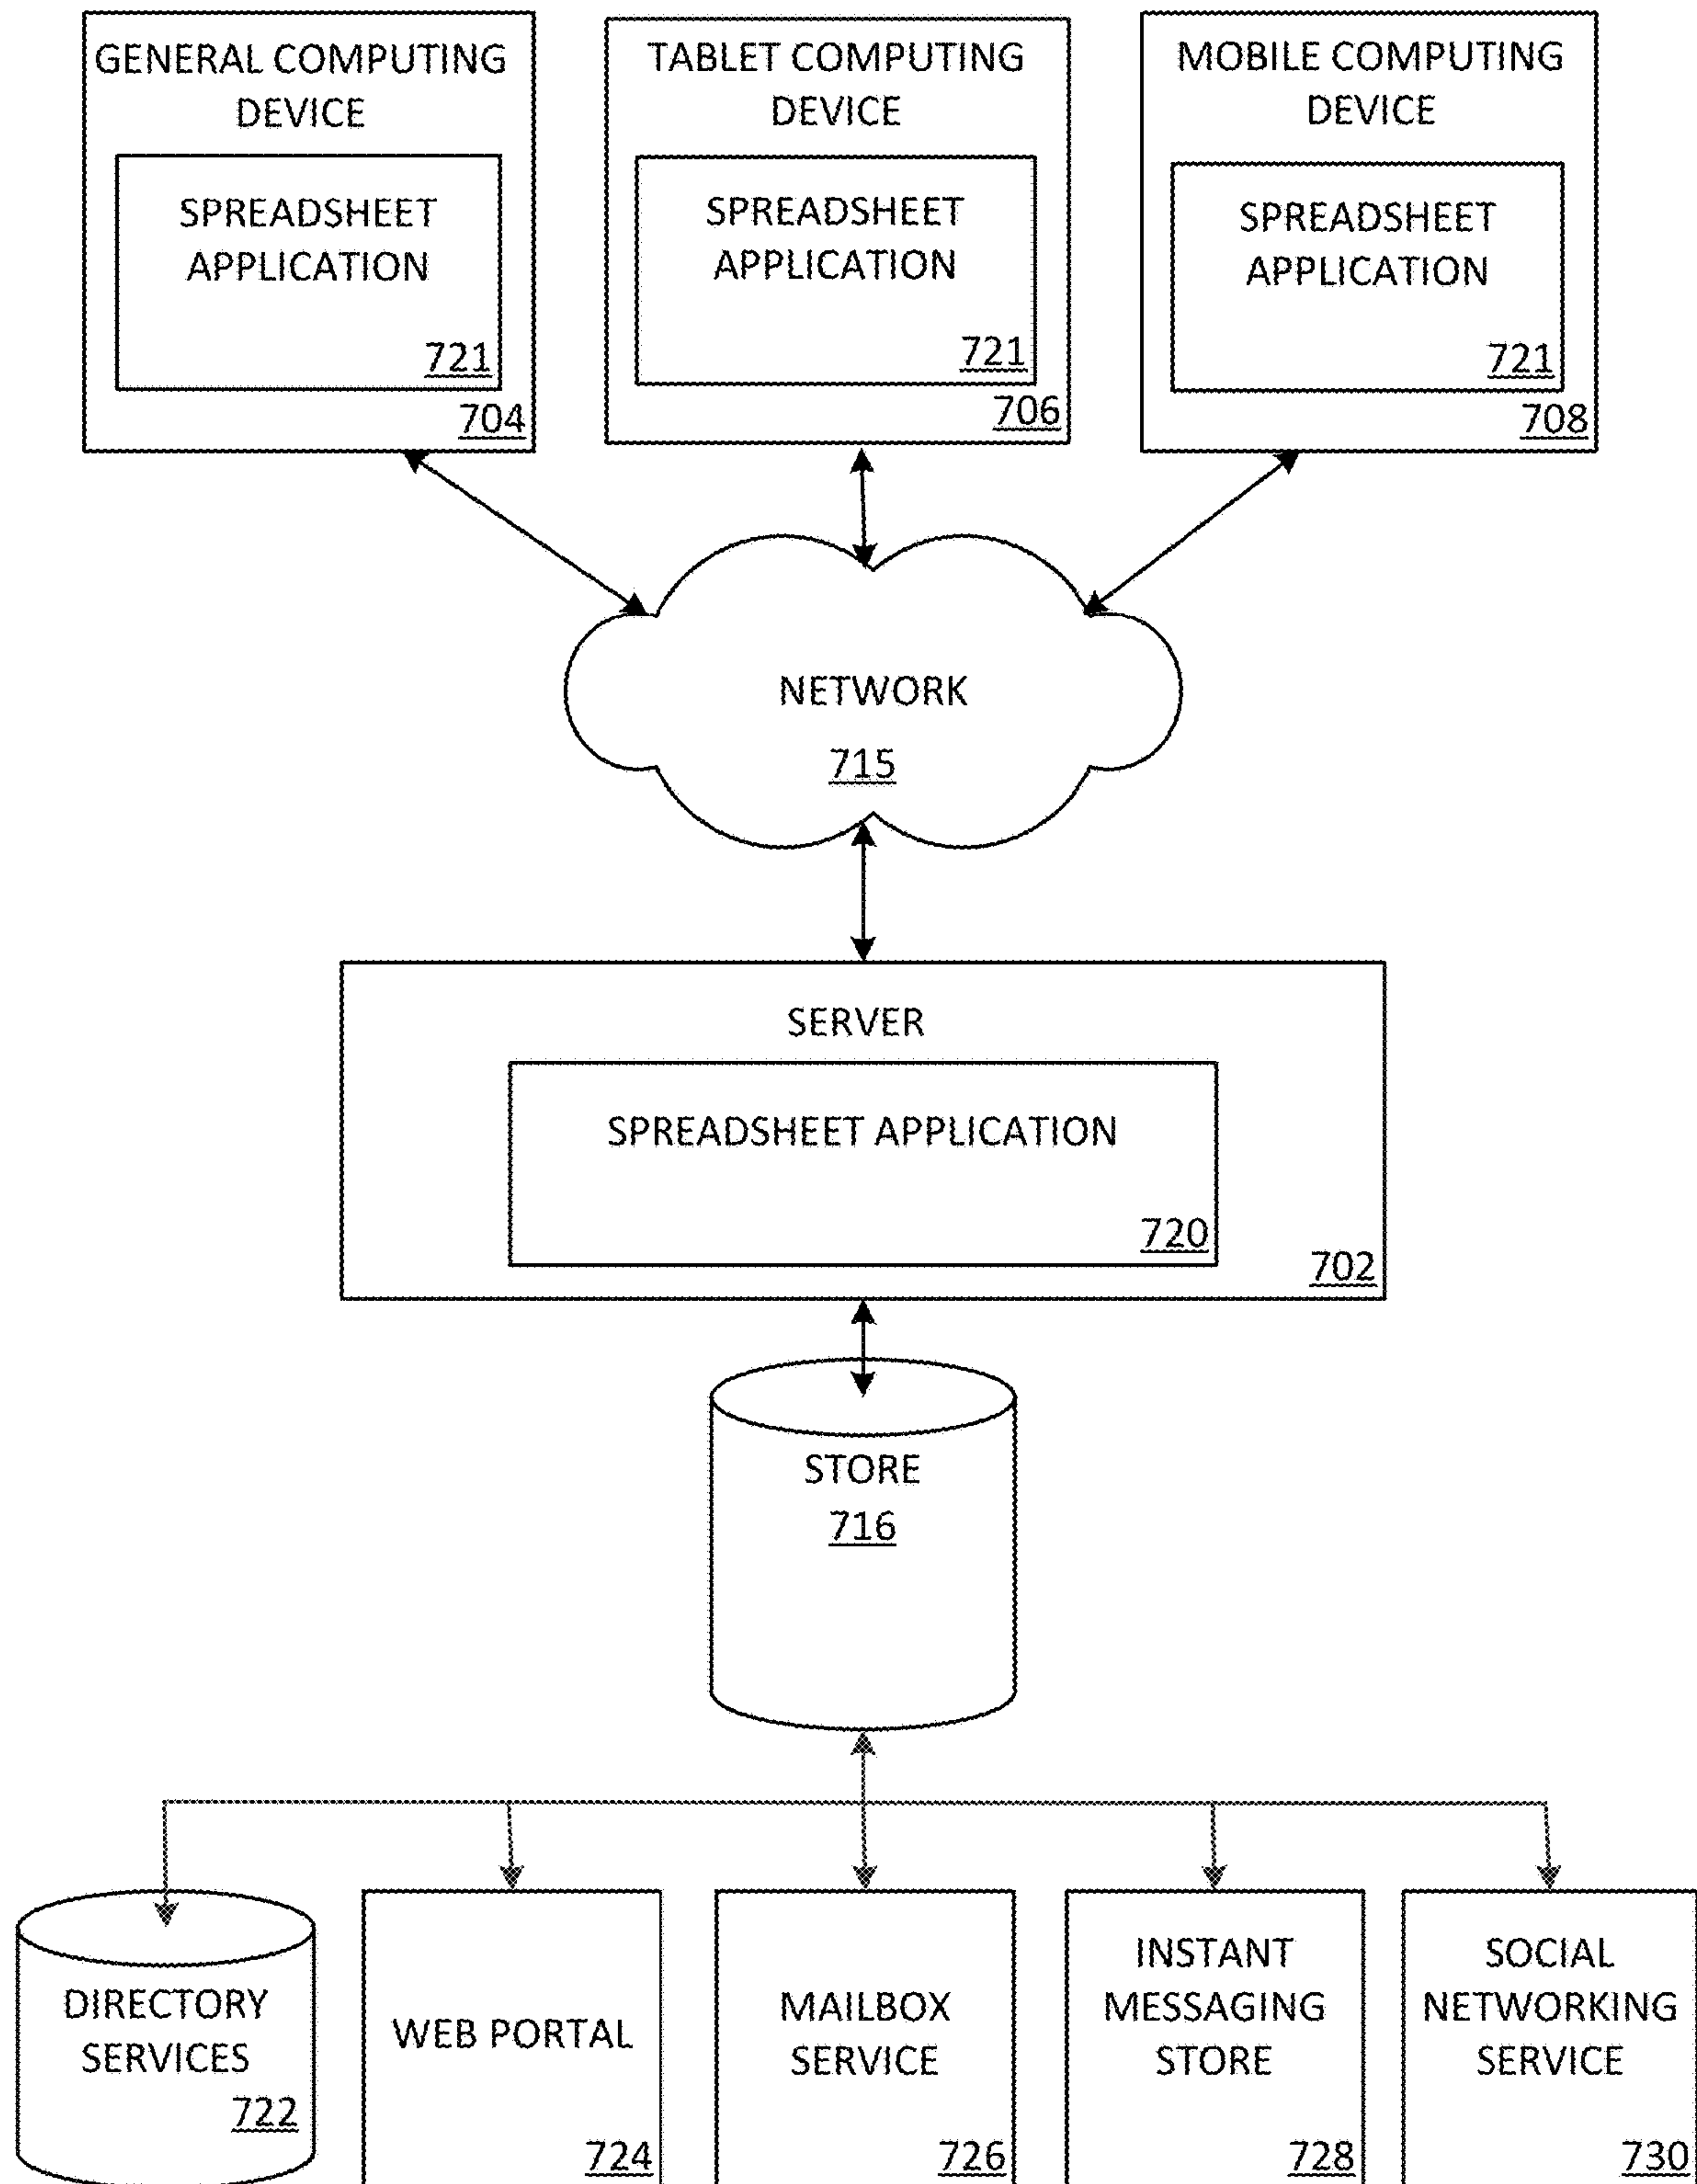 GENERAL COMPUTING
DEVICE
SPREADSHEET
APPLICATION
721
704
TABLET COMPUTING
DEVICE
SPREADSHEET
APPLICATION
721
706
MOBILE COMPUTING
DEVICE
SPREADSHEET
APPLICATION
721
708
NETWORK
715
SERVER
SPREADSHEET APPLICATION
720
702
STORE
716
DIRECTORY
SERVICES
722
WEB PORTAL
724
MAILBOX
SERVICE
726
INSTANT
MESSAGING
STORE
728
SOCIAL
NETWORKING
SERVICE
730